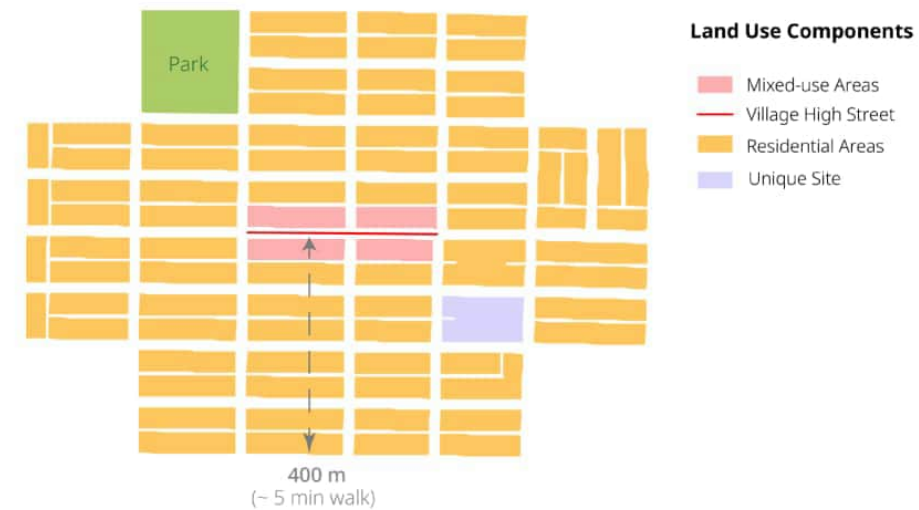 Land Use Components
Park
Mixed-use Areas
Village High Street
Residential Areas
Unique Site
400 m
(~ 5 min walk)